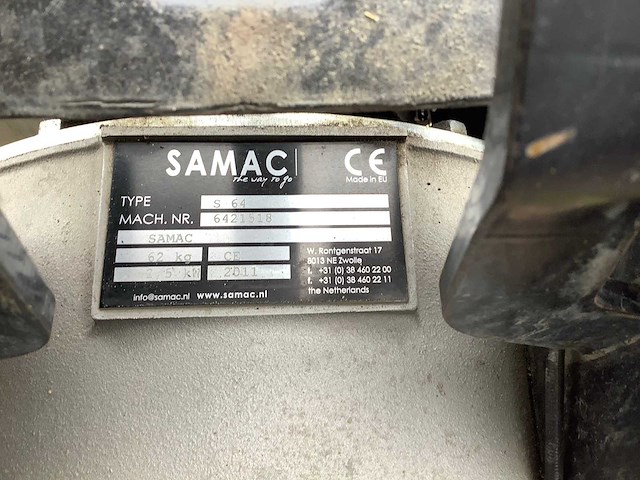 SAMAC
the way to go
CE
Made in EU
TYPE S 64
MACH. NR. 6421518
SAMAC
62 kg CE
kW 2011
W. Rontgenstraat 17
8013 NE Zwolle
t. +31 (0) 38 460 22 00
f. +31 (0) 38 460 22 11
the Netherlands
info@samac.nl www.samac.nl